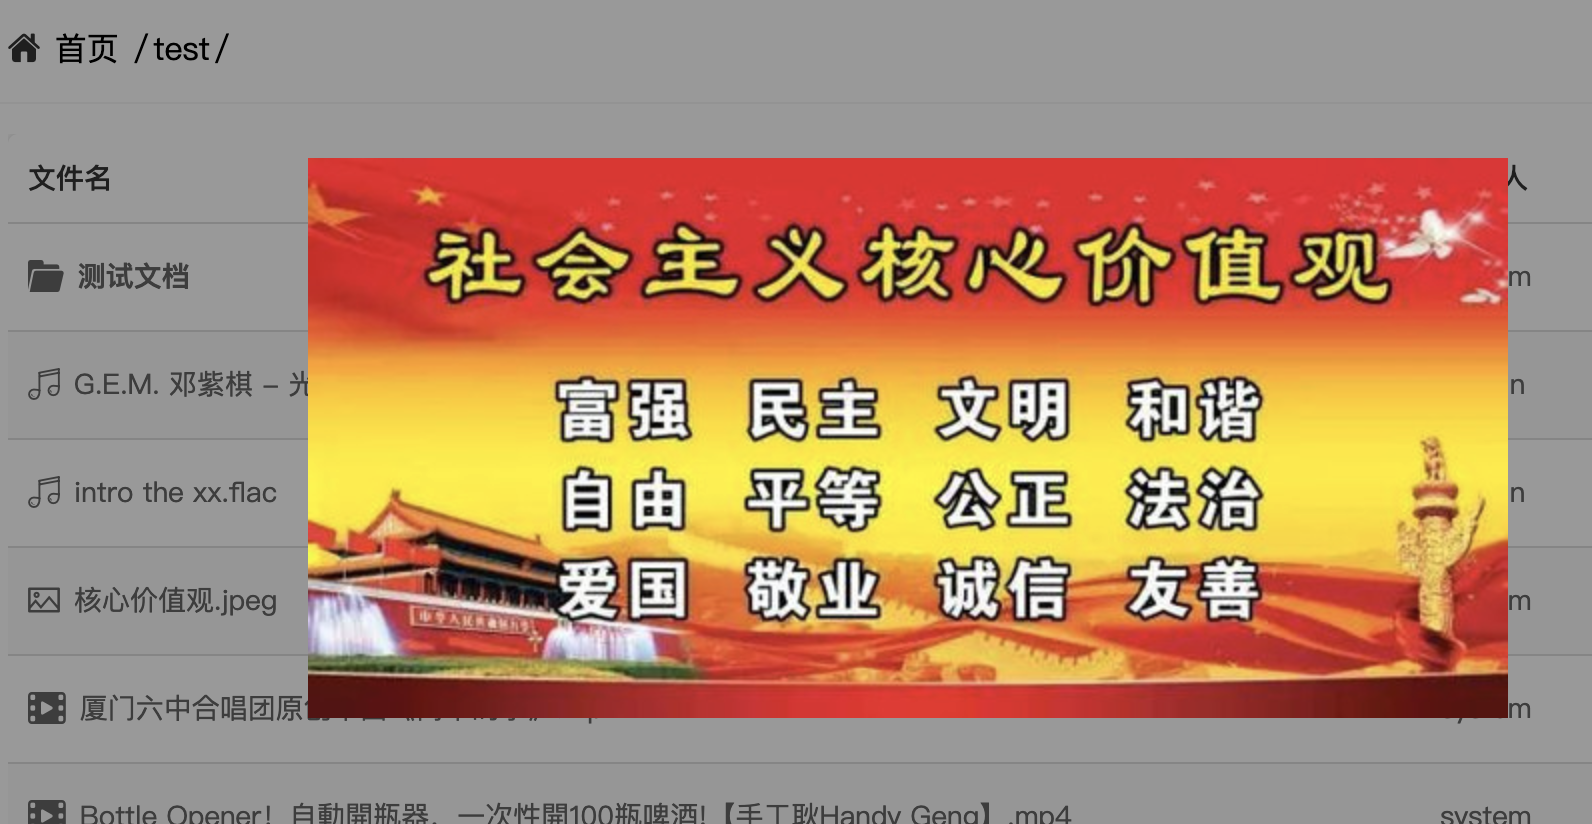 首页 / test /
文件名
人
社会主义核心价值观
测试文档
m
富强 民主 文明 和谐
G.E.M. 邓紫棋 - 光
n
自由 平等 公正 法治
intro the xx.flac
n
爱国 敬业 诚信 友善
核心价值观.jpeg
m
厦门六中合唱团原创
m
Bottle Opener！自動開瓶器，一次性開100瓶啤酒!【手工耿Handy Geng】.mp4
system